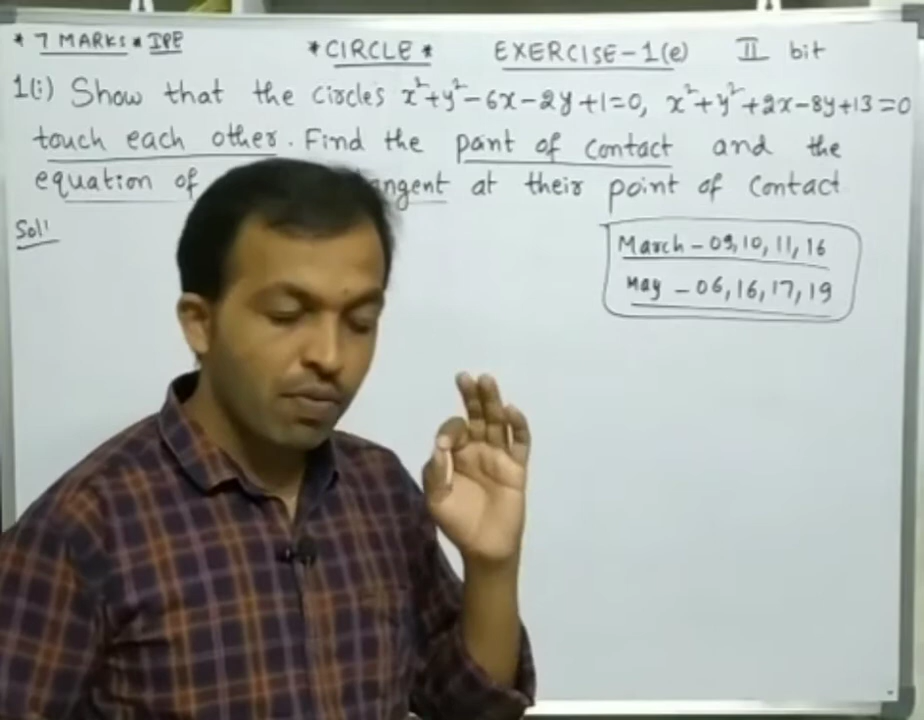 * 7 MARKS * IPE * CIRCLE * EXERCISE-1(e) II bit
1(i) Show that the circles x²+y²-6x-2y+1=0, x²+y²+2x-8y+13=0
touch each other. Find the point of contact and the
equation of tangent at their point of contact
Sol!
March - 09, 10, 11, 16
May - 06, 16, 17, 19